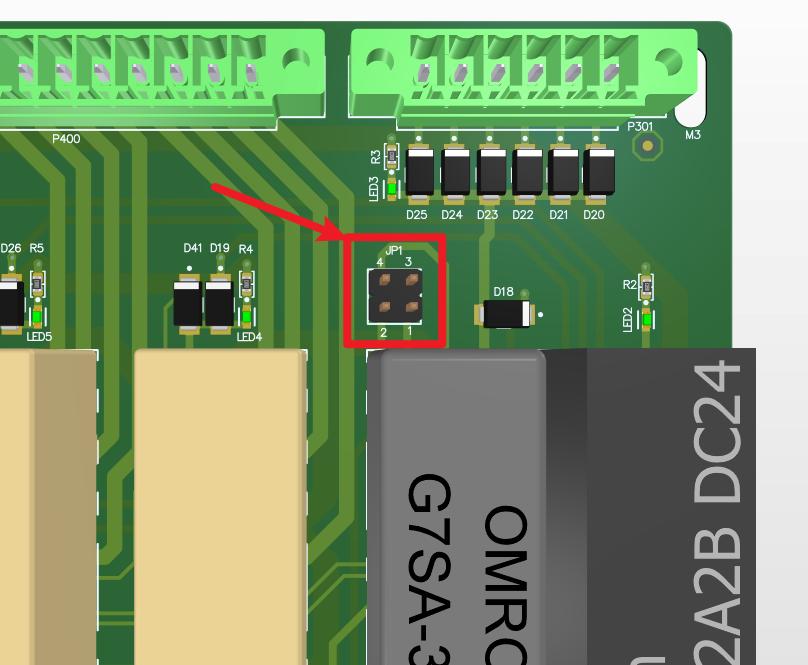 P400
P301
M3
R3
LED3
D25 D24 D23 D22 D21 D20
D26 R5
D41 D19 R4
JP1
4 3
2 1
D18
R2
LED2
LED5
LED4
G7SA-3
OMRO
2A2B DC24